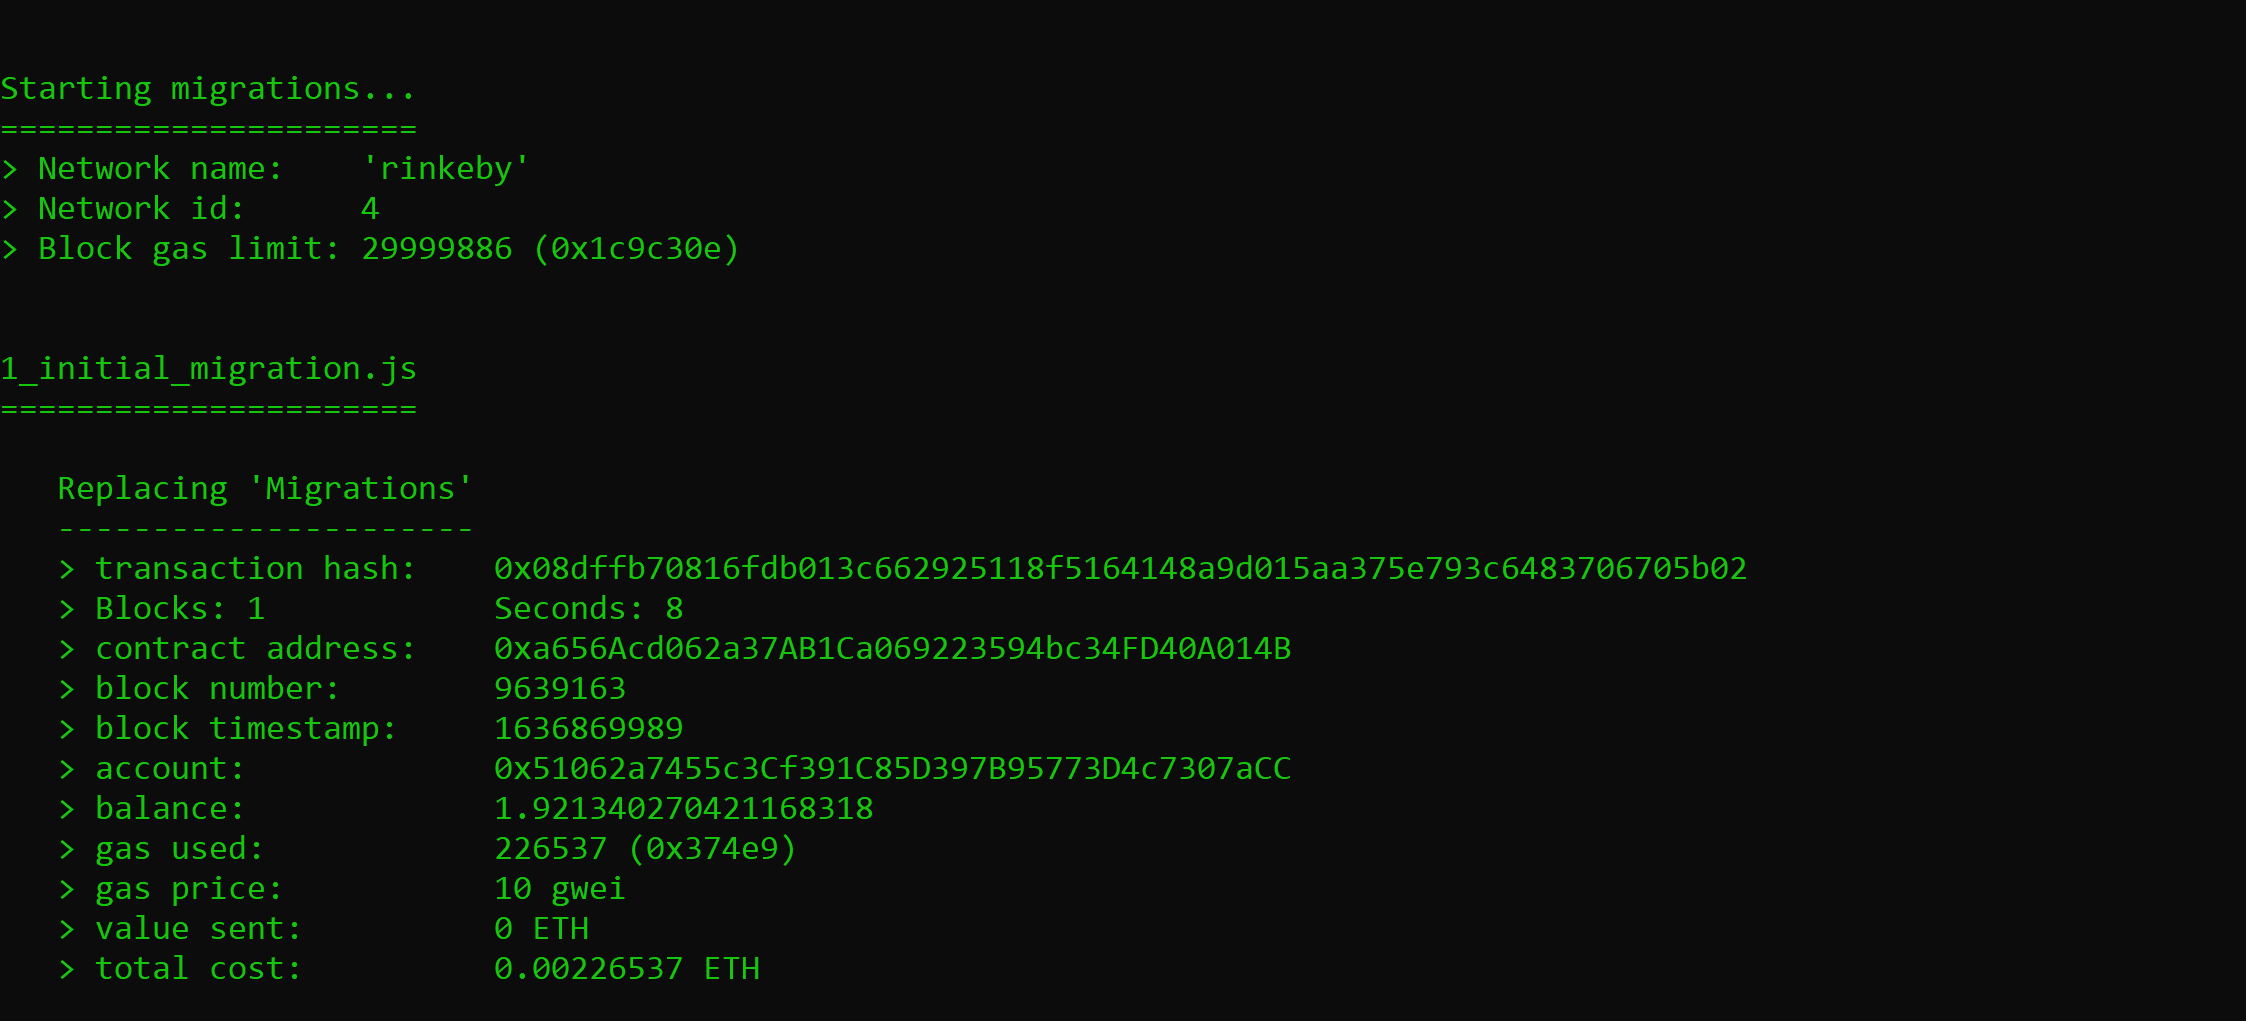 Starting migrations...
======================
> Network name:    'rinkeby'
> Network id:      4
> Block gas limit: 29999886 (0x1c9c30e)
1_initial_migration.js
======================
   Replacing 'Migrations'
   ----------------------
   > transaction hash:    0x08dffb70816fdb013c662925118f5164148a9d015aa375e793c6483706705b02
   > Blocks: 1            Seconds: 8
   > contract address:    0xa656Acd062a37AB1Ca069223594bc34FD40A014B
   > block number:        9639163
   > block timestamp:     1636869989
   > account:             0x51062a7455c3Cf391C85D397B95773D4c7307aCC
   > balance:             1.921340270421168318
   > gas used:            226537 (0x374e9)
   > gas price:           10 gwei
   > value sent:          0 ETH
   > total cost:          0.00226537 ETH